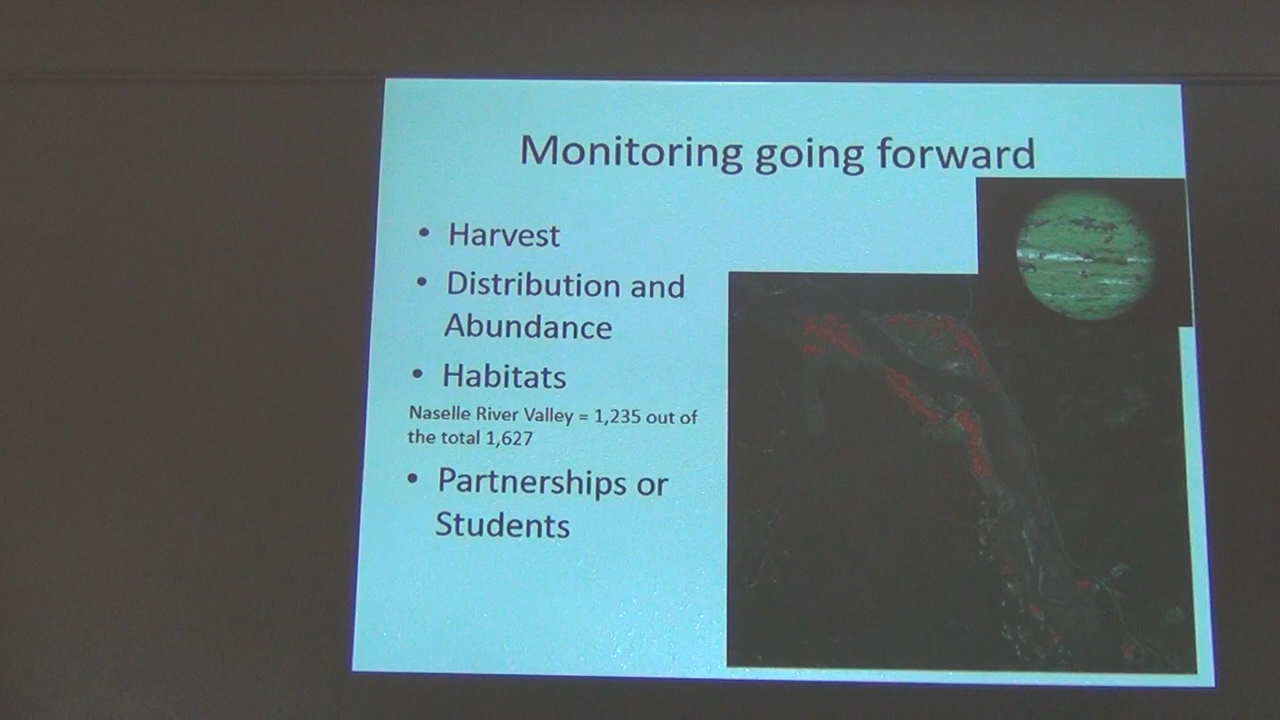 Monitoring going forward
• Harvest
• Distribution and
Abundance
• Habitats
Naselle River Valley = 1,235 out of
the total 1,627
• Partnerships or
Students